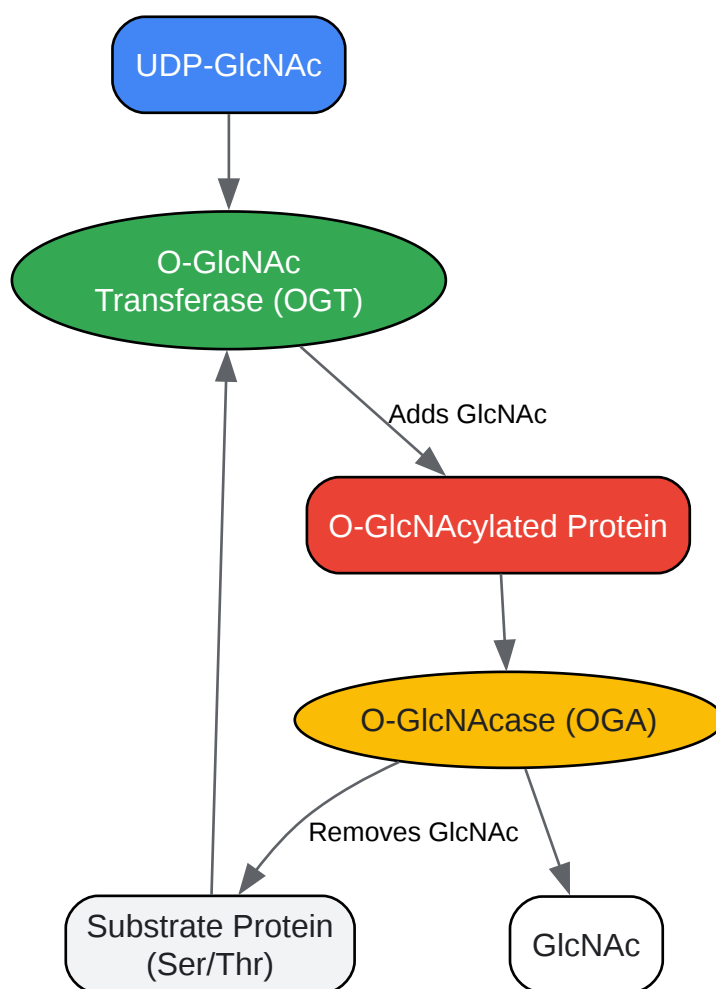 UDP-GlcNAc
O-GlcNAc
Transferase (OGT)
Adds GlcNAc
O-GlcNAcylated Protein
O-GlcNAcase (OGA)
Removes GlcNAc
Substrate Protein
(Ser/Thr)
GlcNAc